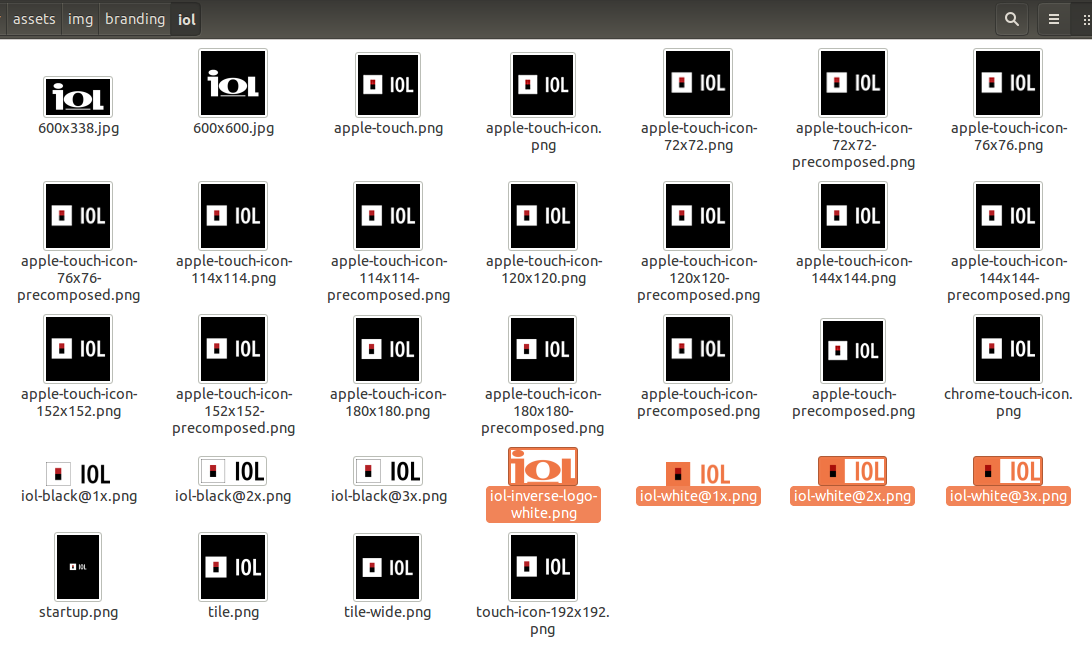 assets img branding iol
iol iol IOL IOL IOL IOL IOL
600x338.jpg 600x600.jpg apple-touch.png apple-touch-icon. apple-touch-icon- apple-touch-icon- apple-touch-icon-
png 72x72.png 72x72- 76x76.png
precomposed.png
IOL IOL IOL IOL IOL IOL IOL
apple-touch-icon- apple-touch-icon- apple-touch-icon- apple-touch-icon- apple-touch-icon- apple-touch-icon- apple-touch-icon-
76x76- 114x114.png 114x114- 120x120.png 120x120- 144x144.png 144x144-
precomposed.png precomposed.png precomposed.png precomposed.png
IOL IOL IOL IOL IOL IOL IOL
apple-touch-icon- apple-touch-icon- apple-touch-icon- apple-touch-icon- apple-touch-icon- apple-touch- chrome-touch-icon.
152x152.png 152x152- 180x180.png 180x180- precomposed.png precomposed.png png
precomposed.png precomposed.png
IOL IOL IOL iol IOL IOL IOL
iol-black@1x.png iol-black@2x.png iol-black@3x.png iol-inverse-logo- iol-white@1x.png iol-white@2x.png iol-white@3x.png
white.png
IOL IOL IOL IOL
startup.png tile.png tile-wide.png touch-icon-192x192.
png